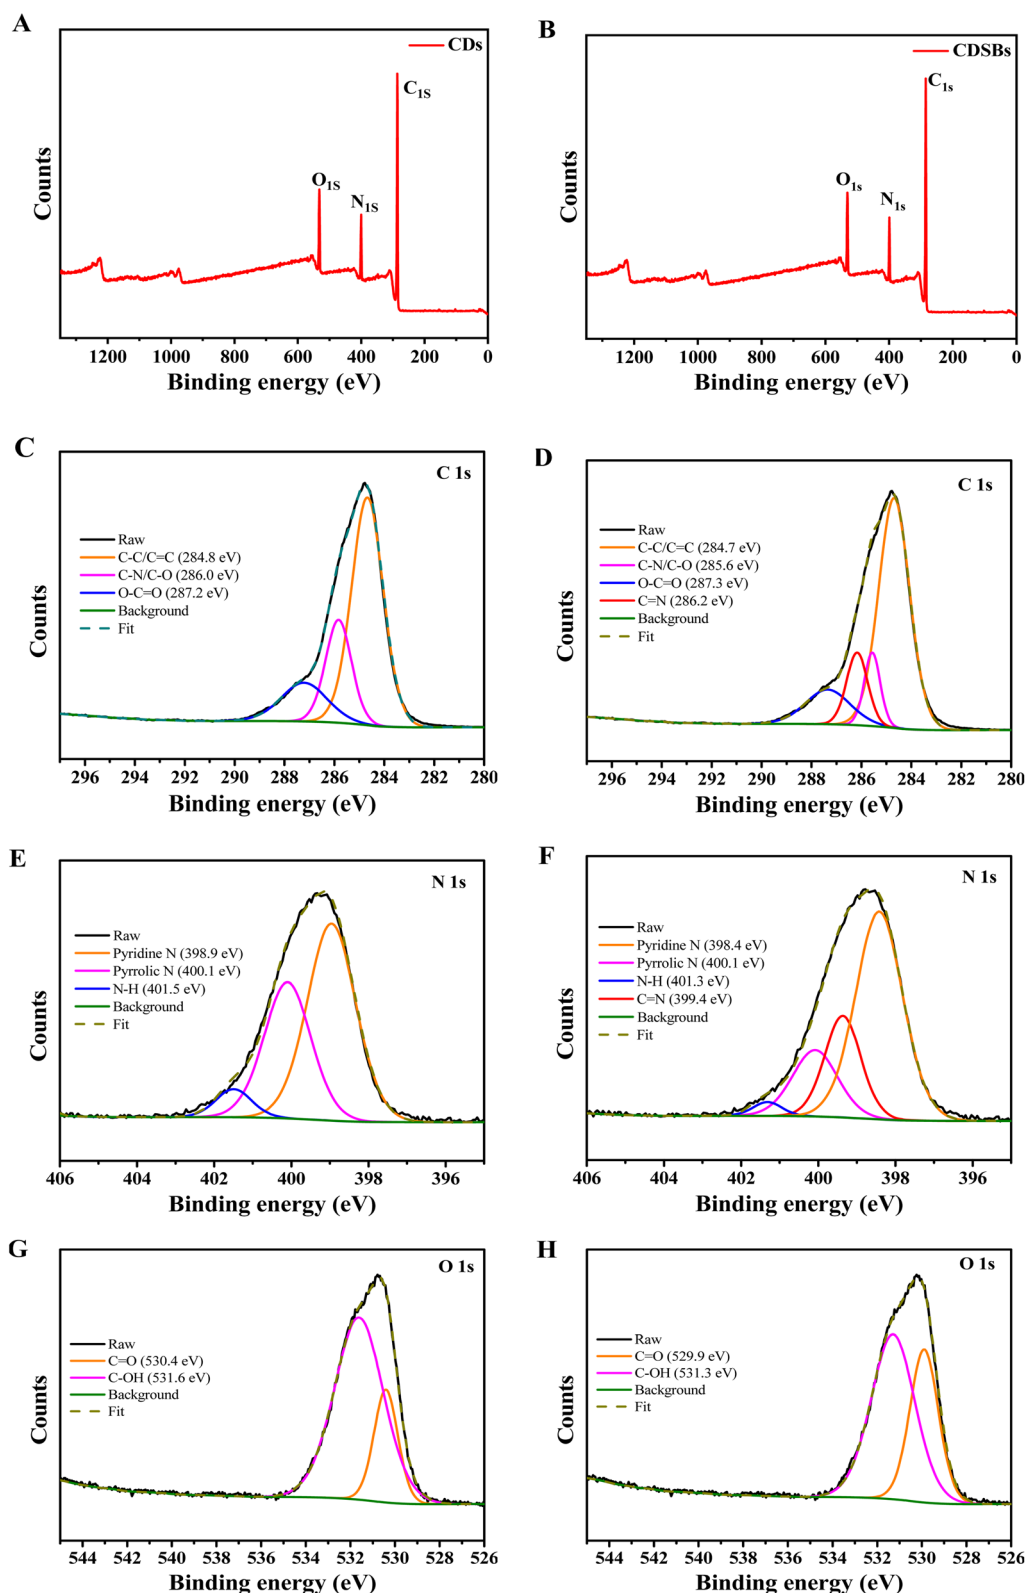 A
CDs
C1S
O1S
N1S
Counts
1200 1000 800 600 400 200 0
Binding energy (eV)
B
CDSBs
C1s
O1s
N1s
Counts
1200 1000 800 600 400 200 0
Binding energy (eV)
C
C 1s
Raw
C-C/C=C (284.8 eV)
C-N/C-O (286.0 eV)
O-C=O (287.2 eV)
Background
Fit
Counts
296 294 292 290 288 286 284 282 280
Binding energy (eV)
D
C 1s
Raw
C-C/C=C (284.7 eV)
C-N/C-O (285.6 eV)
O-C=O (287.3 eV)
C=N (286.2 eV)
Background
Fit
Counts
296 294 292 290 288 286 284 282 280
Binding energy (eV)
E
N 1s
Raw
Pyridine N (398.9 eV)
Pyrrolic N (400.1 eV)
N-H (401.5 eV)
Background
Fit
Counts
406 404 402 400 398 396
Binding energy (eV)
F
N 1s
Raw
Pyridine N (398.4 eV)
Pyrrolic N (400.1 eV)
N-H (401.3 eV)
C=N (399.4 eV)
Background
Fit
Counts
406 404 402 400 398 396
Binding energy (eV)
G
O 1s
Raw
C=O (530.4 eV)
C-OH (531.6 eV)
Background
Fit
Counts
544 542 540 538 536 534 532 530 528 526
Binding energy (eV)
H
O 1s
Raw
C=O (529.9 eV)
C-OH (531.3 eV)
Background
Fit
Counts
544 542 540 538 536 534 532 530 528 526
Binding energy (eV)